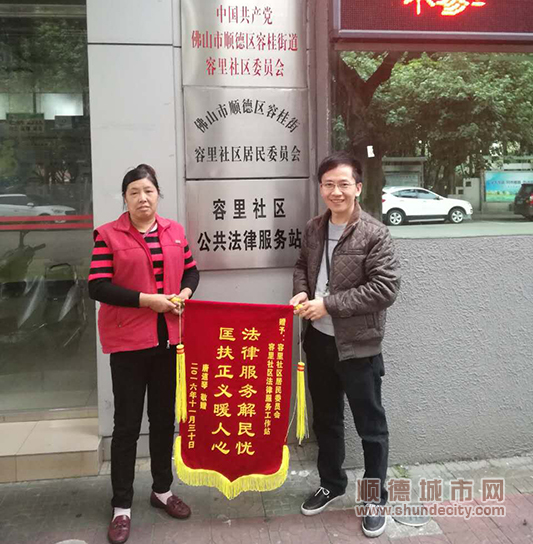 中国共产党
佛山市顺德区容桂街道
容里社区委员会
佛山市顺德区容桂街
容里社区居民委员会
容里社区
公共法律服务站
赠予：容里社区居民委员会
容里社区法律服务工作站
法律服务解民忧
匡扶正义暖人心
唐道琴 敬赠
二〇一六年十一月三十日
顺德城市网
www.shundecity.com